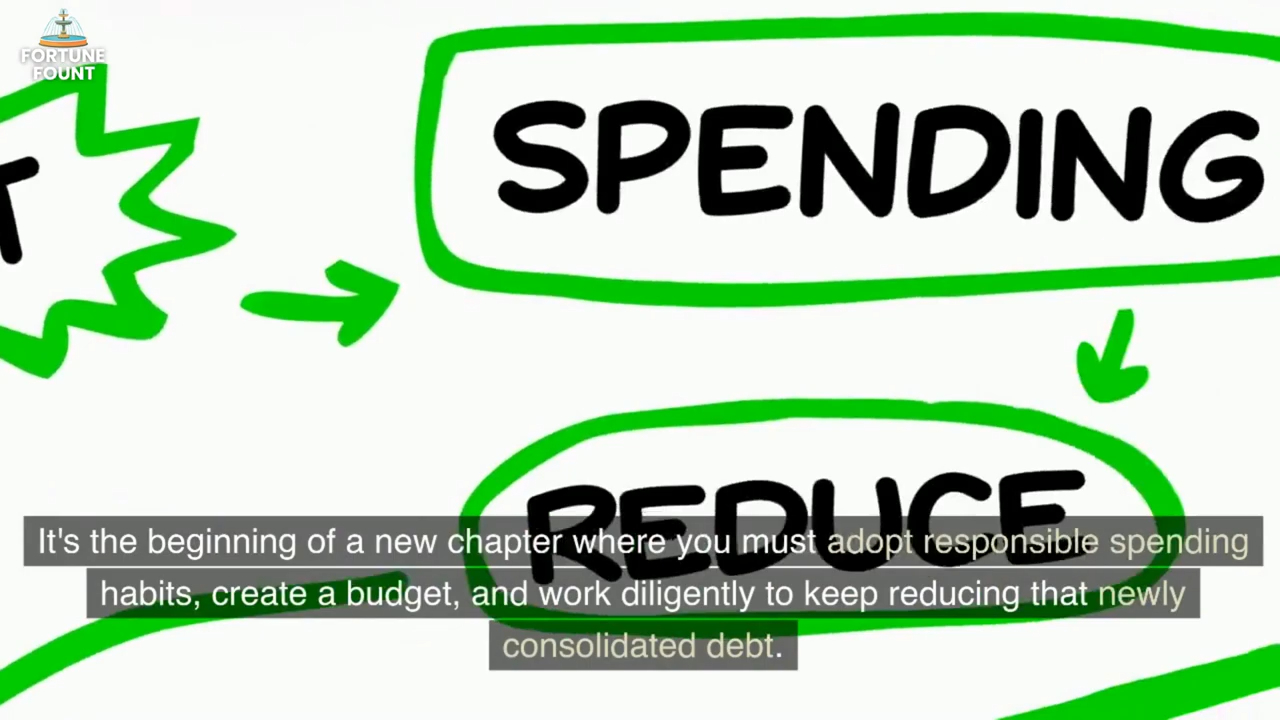 FORTUNE
FOUNT
T
SPENDING
REDUCE
It's the beginning of a new chapter where you must adopt responsible spending
habits, create a budget, and work diligently to keep reducing that newly
consolidated debt.